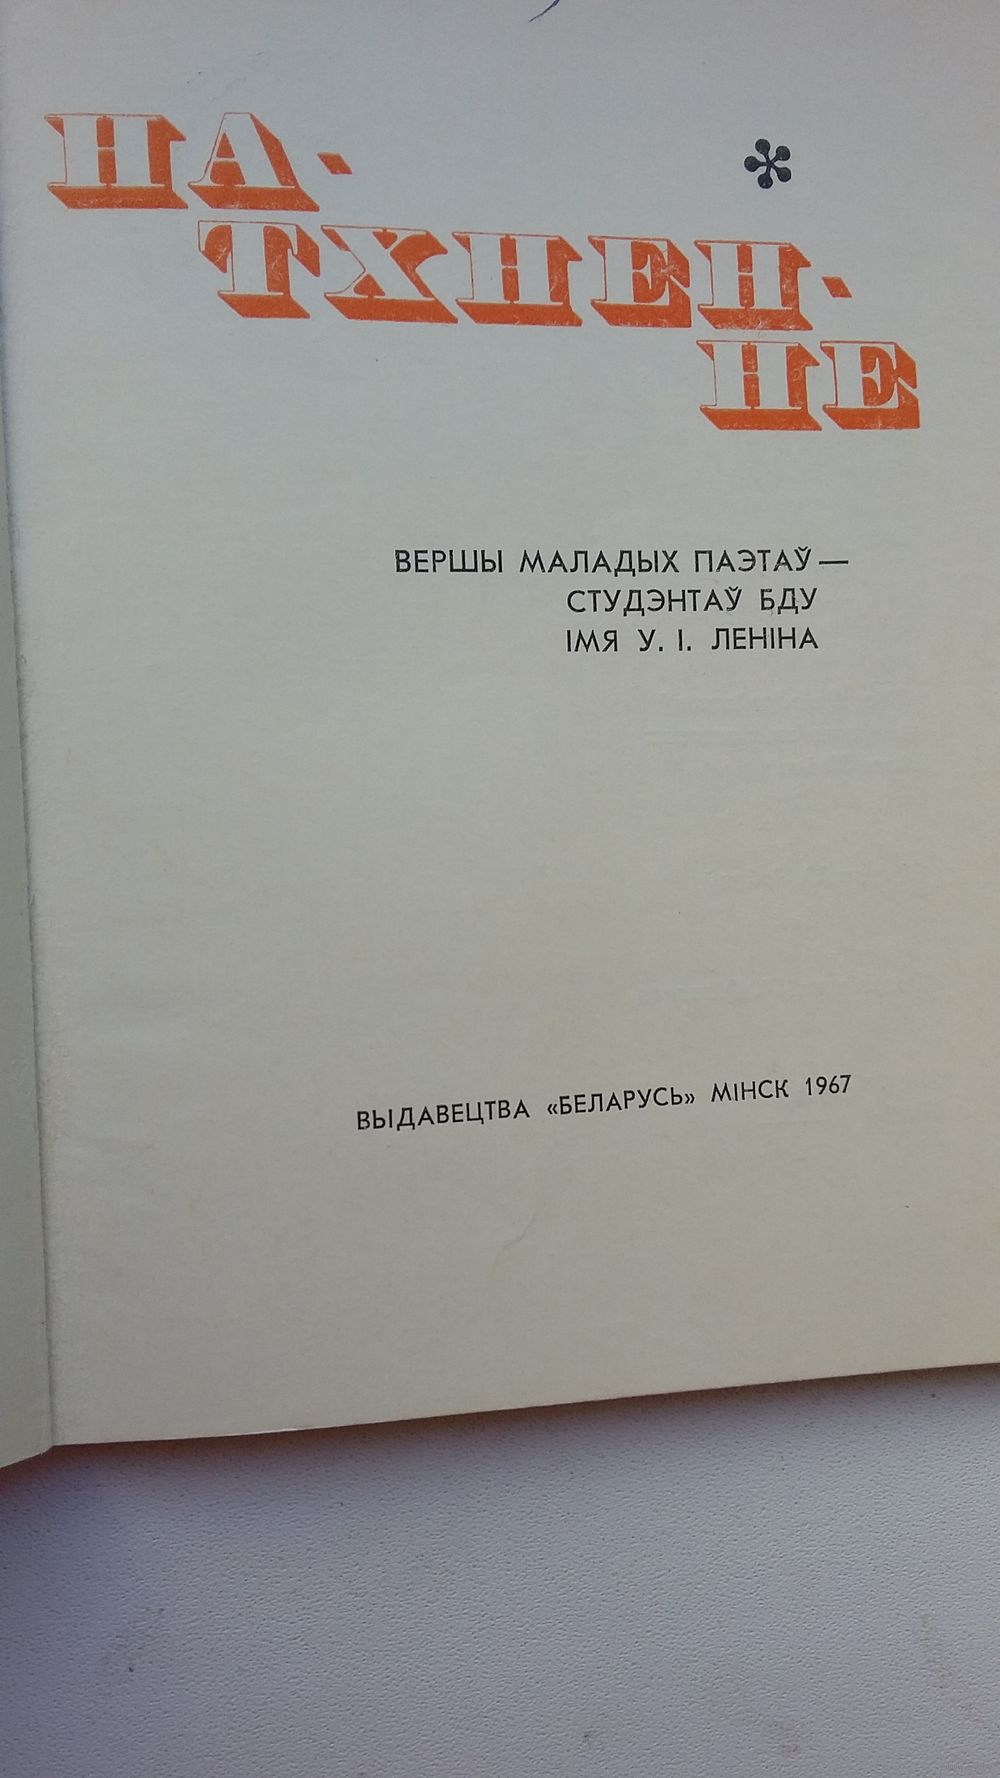 НА-
ТХНЕН-
НЕ
*
ВЕРШЫ МАЛАДЫХ ПАЭТАЎ—
СТУДЭНТАЎ БДУ
ІМЯ У. І. ЛЕНІНА
ВЫДАВЕЦТВА «БЕЛАРУСЬ» МІНСК 1967